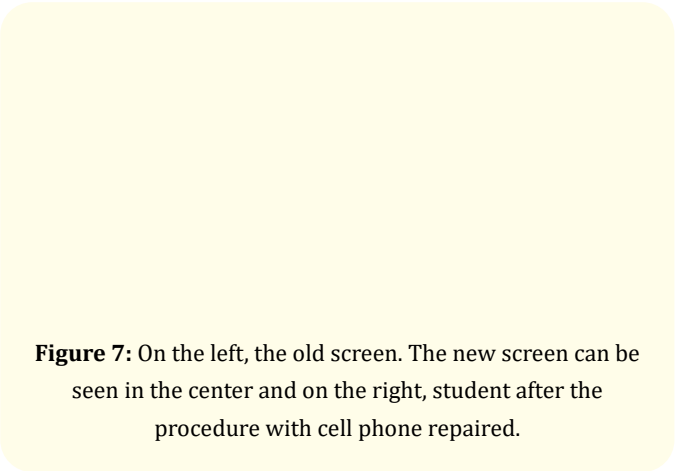 Figure 7: On the left, the old screen. The new screen can be
seen in the center and on the right, student after the
procedure with cell phone repaired.